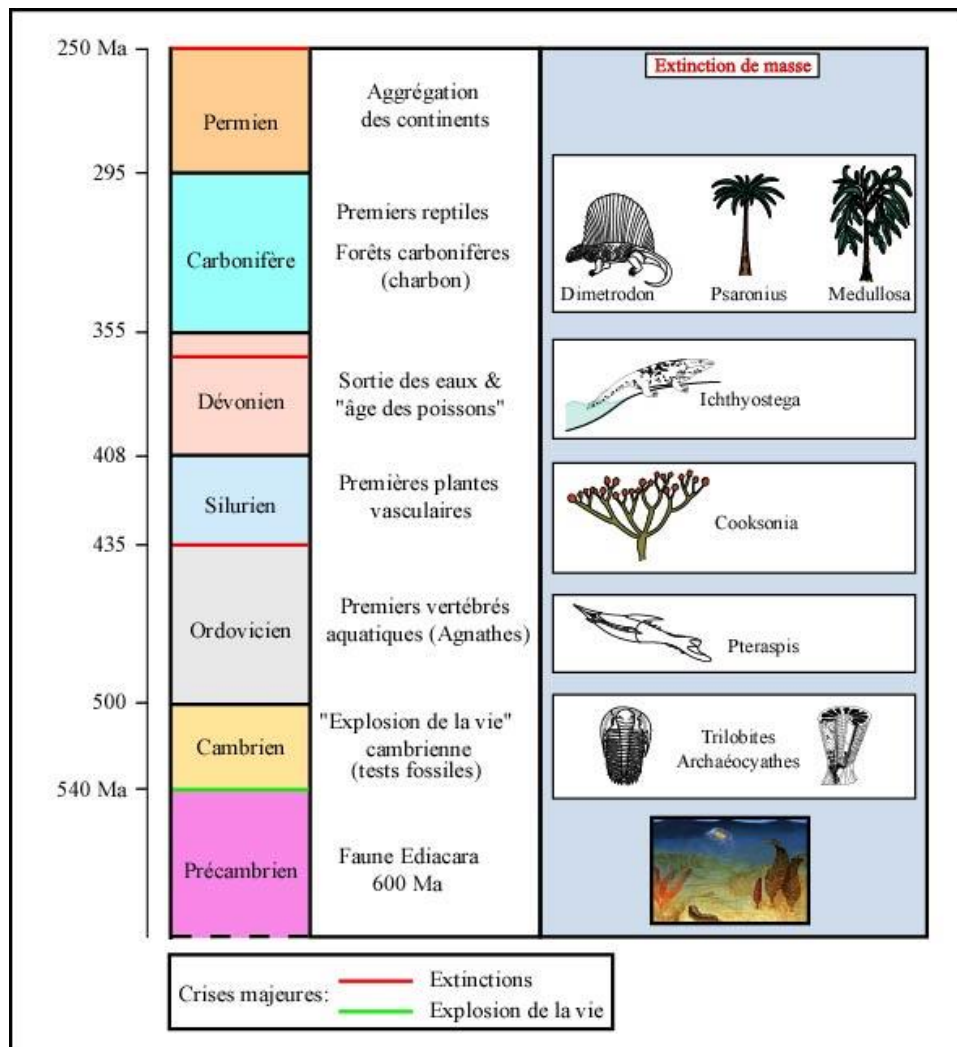 250 Ma
Extinction de masse
Aggrégation
des continents
Permien
295
Premiers reptiles
Carbonifère
Forêts carbonifères
(charbon)
Dimetrodon
Psaronius
Medullosa
355
Sortie des eaux &
"âge des poissons"
Dévonien
Ichthyostega
408
Premières plantes
vasculaires
Silurien
Cooksonia
435
Premiers vertébrés
aquatiques (Agnathes)
Ordovicien
Pteraspis
500
"Explosion de la vie"
cambrienne
(tests fossiles)
Cambrien
Trilobites
Archaéocyathes
540 Ma
Précambrien
Faune Ediacara
600 Ma
Crises majeures:
Extinctions
Explosion de la vie